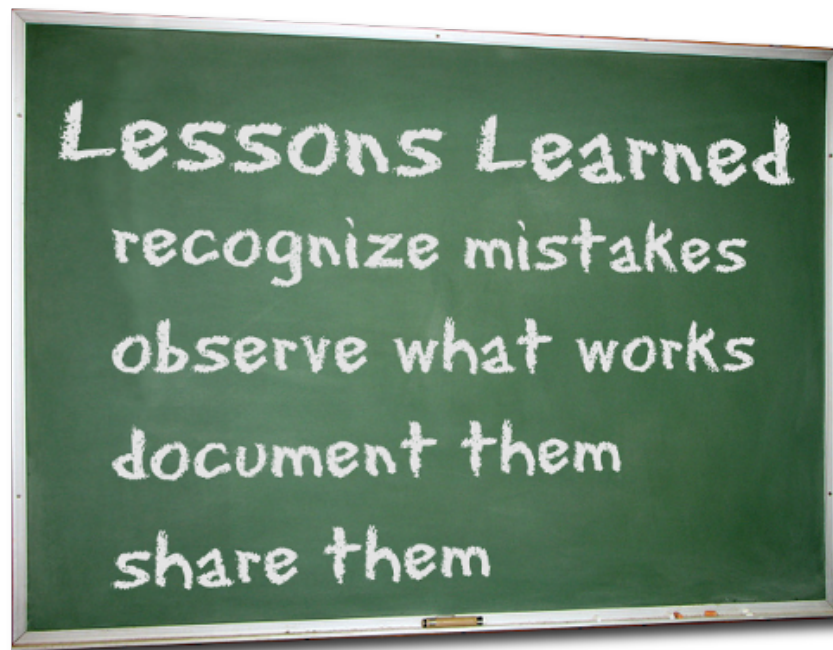 Lessons Learned
recognize mistakes
observe what works
document them
share them